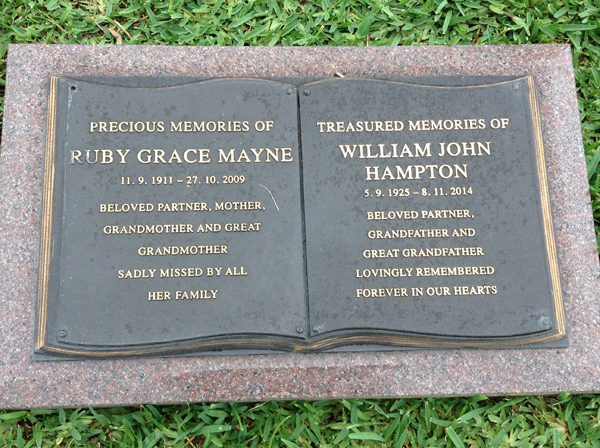 PRECIOUS MEMORIES OF
RUBY GRACE MAYNE
11. 9. 1911 – 27. 10. 2009
BELOVED PARTNER, MOTHER,
GRANDMOTHER AND GREAT
GRANDMOTHER
SADLY MISSED BY ALL
HER FAMILY
TREASURED MEMORIES OF
WILLIAM JOHN
HAMPTON
5. 9. 1925 – 8. 11. 2014
BELOVED PARTNER,
GRANDFATHER AND
GREAT GRANDFATHER
LOVINGLY REMEMBERED
FOREVER IN OUR HEARTS